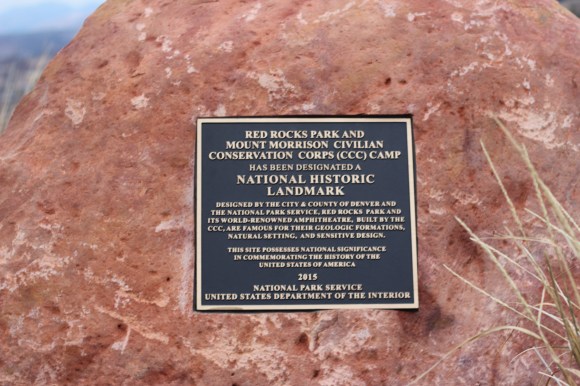 RED ROCKS PARK AND
MOUNT MORRISON CIVILIAN
CONSERVATION CORPS (CCC) CAMP
HAS BEEN DESIGNATED A
NATIONAL HISTORIC
LANDMARK
DESIGNED BY THE CITY & COUNTY OF DENVER AND
THE NATIONAL PARK SERVICE, RED ROCKS PARK AND
ITS WORLD-RENOWNED AMPHITHEATRE, BUILT BY THE
CCC, ARE FAMOUS FOR THEIR GEOLOGIC FORMATIONS,
NATURAL SETTING, AND SENSITIVE DESIGN.
THIS SITE POSSESSES NATIONAL SIGNIFICANCE
IN COMMEMORATING THE HISTORY OF THE
UNITED STATES OF AMERICA
2015
NATIONAL PARK SERVICE
UNITED STATES DEPARTMENT OF THE INTERIOR